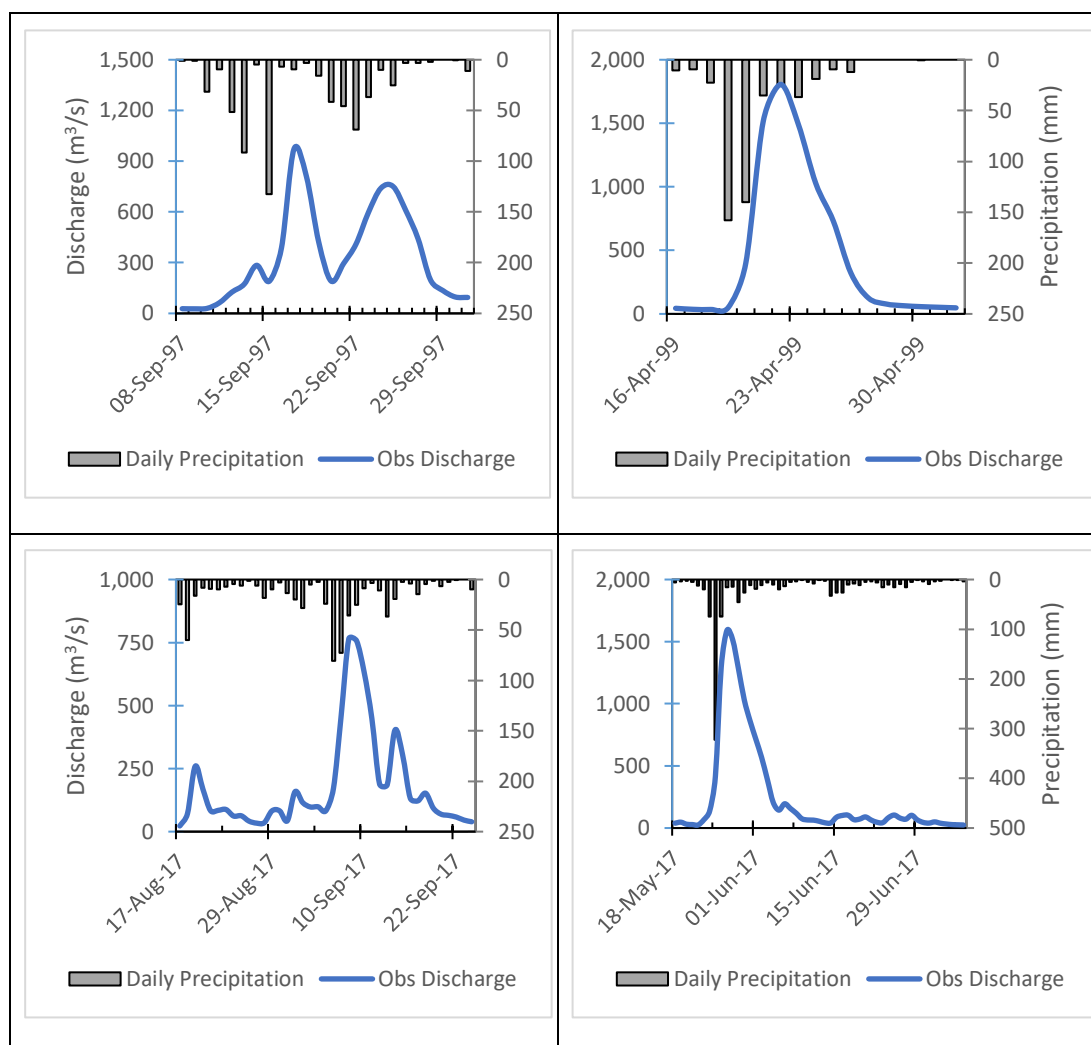 1,500
1,200
900
600
300
0
Discharge (m³/s)
0
50
100
150
200
250
08-Sep-97
15-Sep-97
22-Sep-97
29-Sep-97
Daily Precipitation
Obs Discharge
2,000
1,500
1,000
500
0
0
50
100
150
200
250
Precipitation (mm)
16-Apr-99
23-Apr-99
30-Apr-99
Daily Precipitation
Obs Discharge
1,000
750
500
250
0
Discharge (m³/s)
0
50
100
150
200
250
17-Aug-17
29-Aug-17
10-Sep-17
22-Sep-17
Daily Precipitation
Obs Discharge
2,000
1,500
1,000
500
0
0
100
200
300
400
500
Precipitation (mm)
18-May-17
01-Jun-17
15-Jun-17
29-Jun-17
Daily Precipitation
Obs Discharge